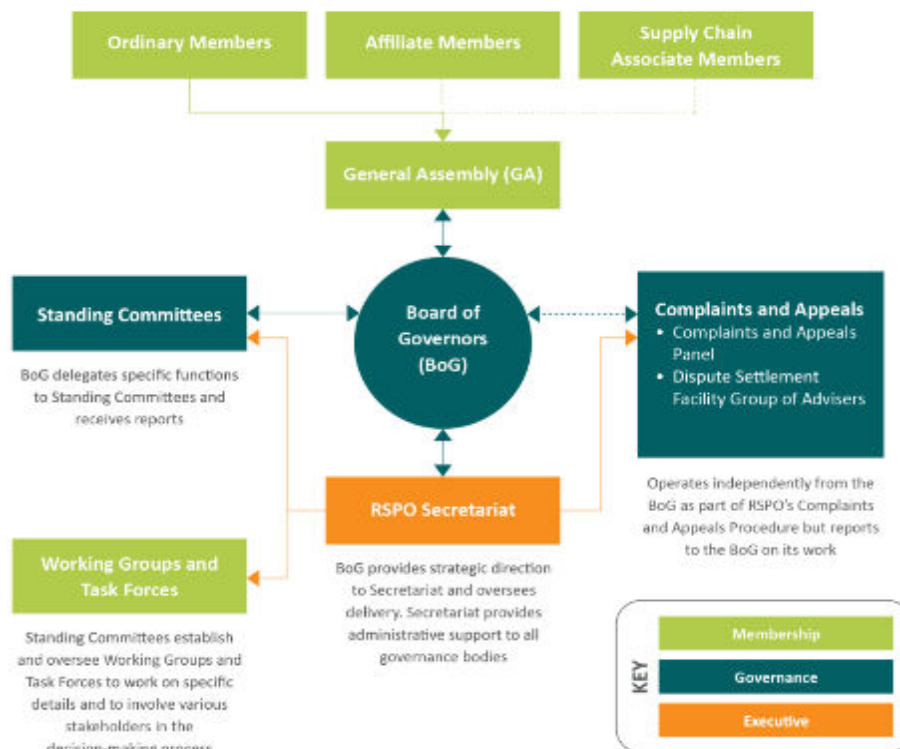 Ordinary Members
Affiliate Members
Supply Chain
Associate Members
General Assembly (GA)
Standing Committees
BoG delegates specific functions
to Standing Committees and
receives reports
Board of
Governors
(BoG)
Complaints and Appeals
• Complaints and Appeals
Panel
• Dispute Settlement
Facility Group of Advisers
Operates independently from the
BoG as part of RSPO's Complaints
and Appeals Procedure but reports
to the BoG on its work
RSPO Secretariat
BoG provides strategic direction
to Secretariat and oversees
delivery. Secretariat provides
administrative support to all
governance bodies
Working Groups and
Task Forces
Standing Committees establish
and oversee Working Groups and
Task Forces to work on specific
details and to involve various
stakeholders in the
decision-making process
KEY
Membership
Governance
Executive